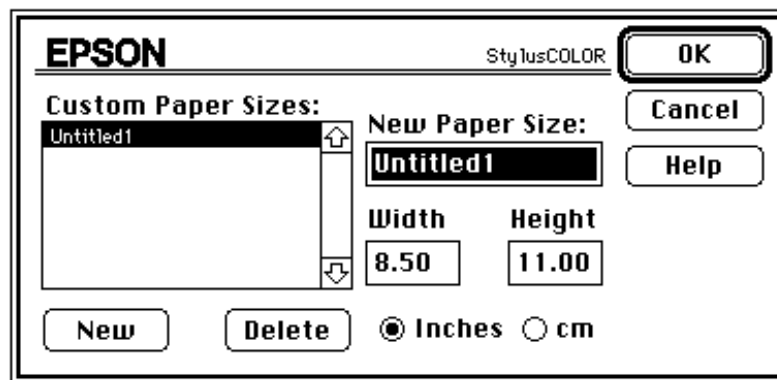 EPSON
StylusCOLOR
OK
Custom Paper Sizes:
Untitled1
New Paper Size:
Untitled1
Cancel
Help
Width
Height
8.50
11.00
New
Delete
Inches
cm